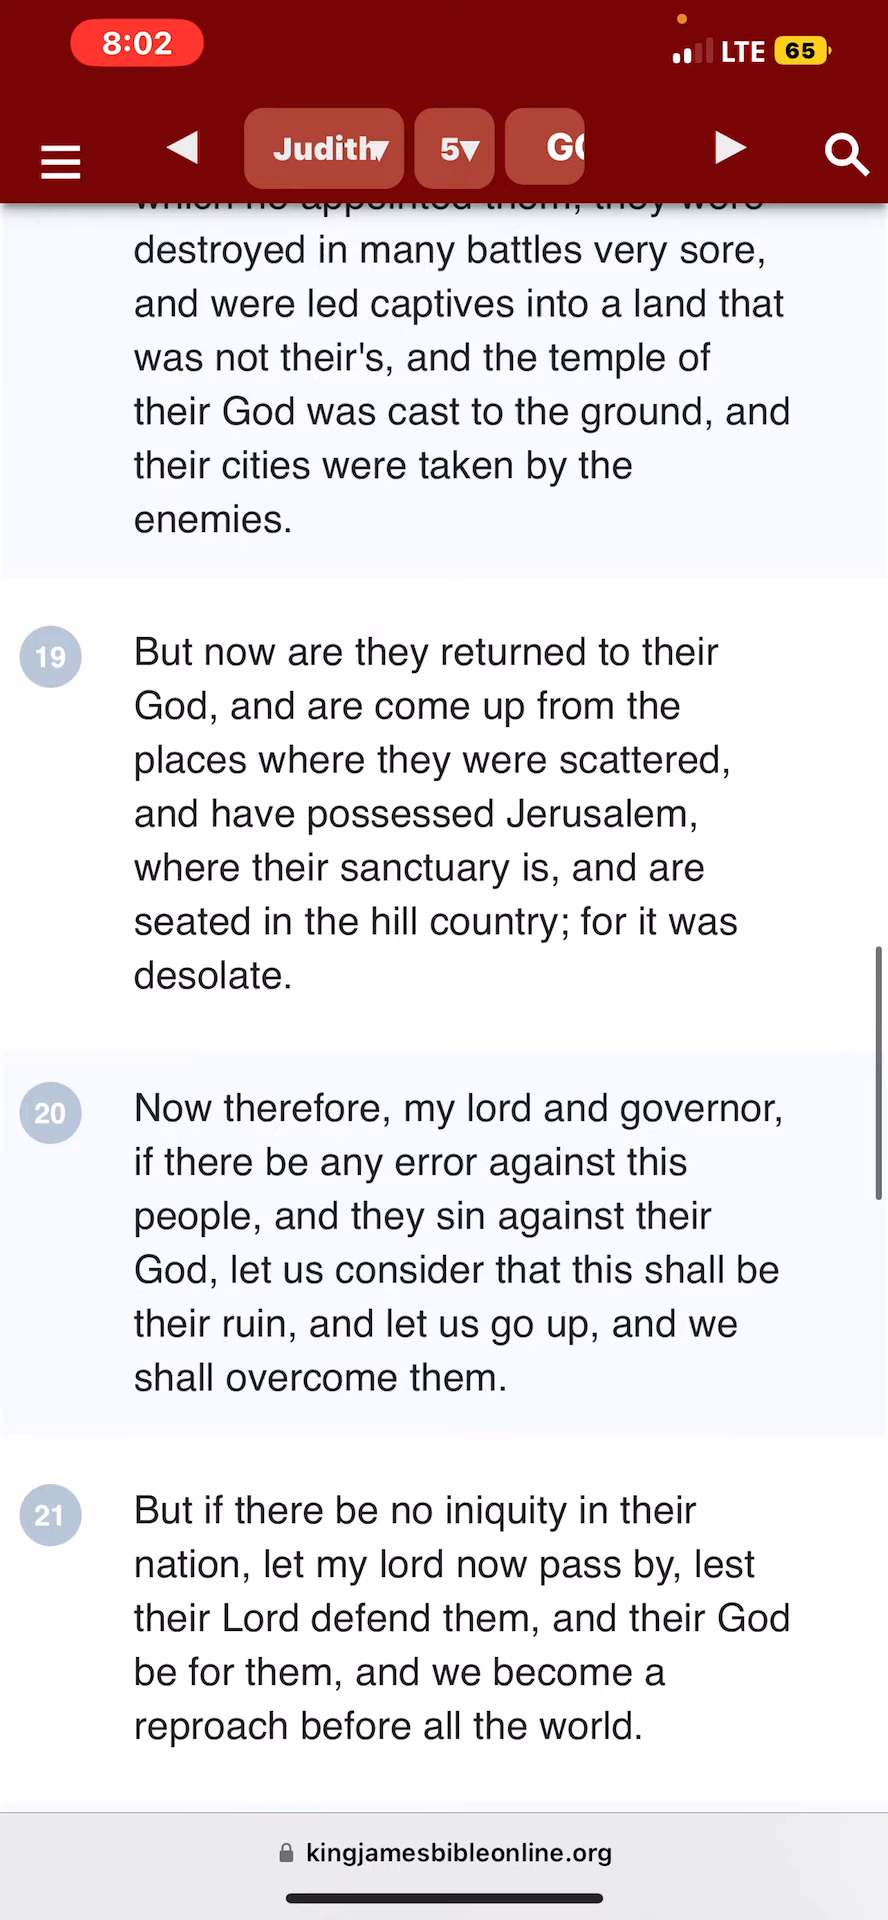 8:02
LTE 65
Judith 5 GO
which he appointed them, they were
destroyed in many battles very sore,
and were led captives into a land that
was not their's, and the temple of
their God was cast to the ground, and
their cities were taken by the
enemies.
19 But now are they returned to their
God, and are come up from the
places where they were scattered,
and have possessed Jerusalem,
where their sanctuary is, and are
seated in the hill country; for it was
desolate.
20 Now therefore, my lord and governor,
if there be any error against this
people, and they sin against their
God, let us consider that this shall be
their ruin, and let us go up, and we
shall overcome them.
21 But if there be no iniquity in their
nation, let my lord now pass by, lest
their Lord defend them, and their God
be for them, and we become a
reproach before all the world.
kingjamesbibleonline.org